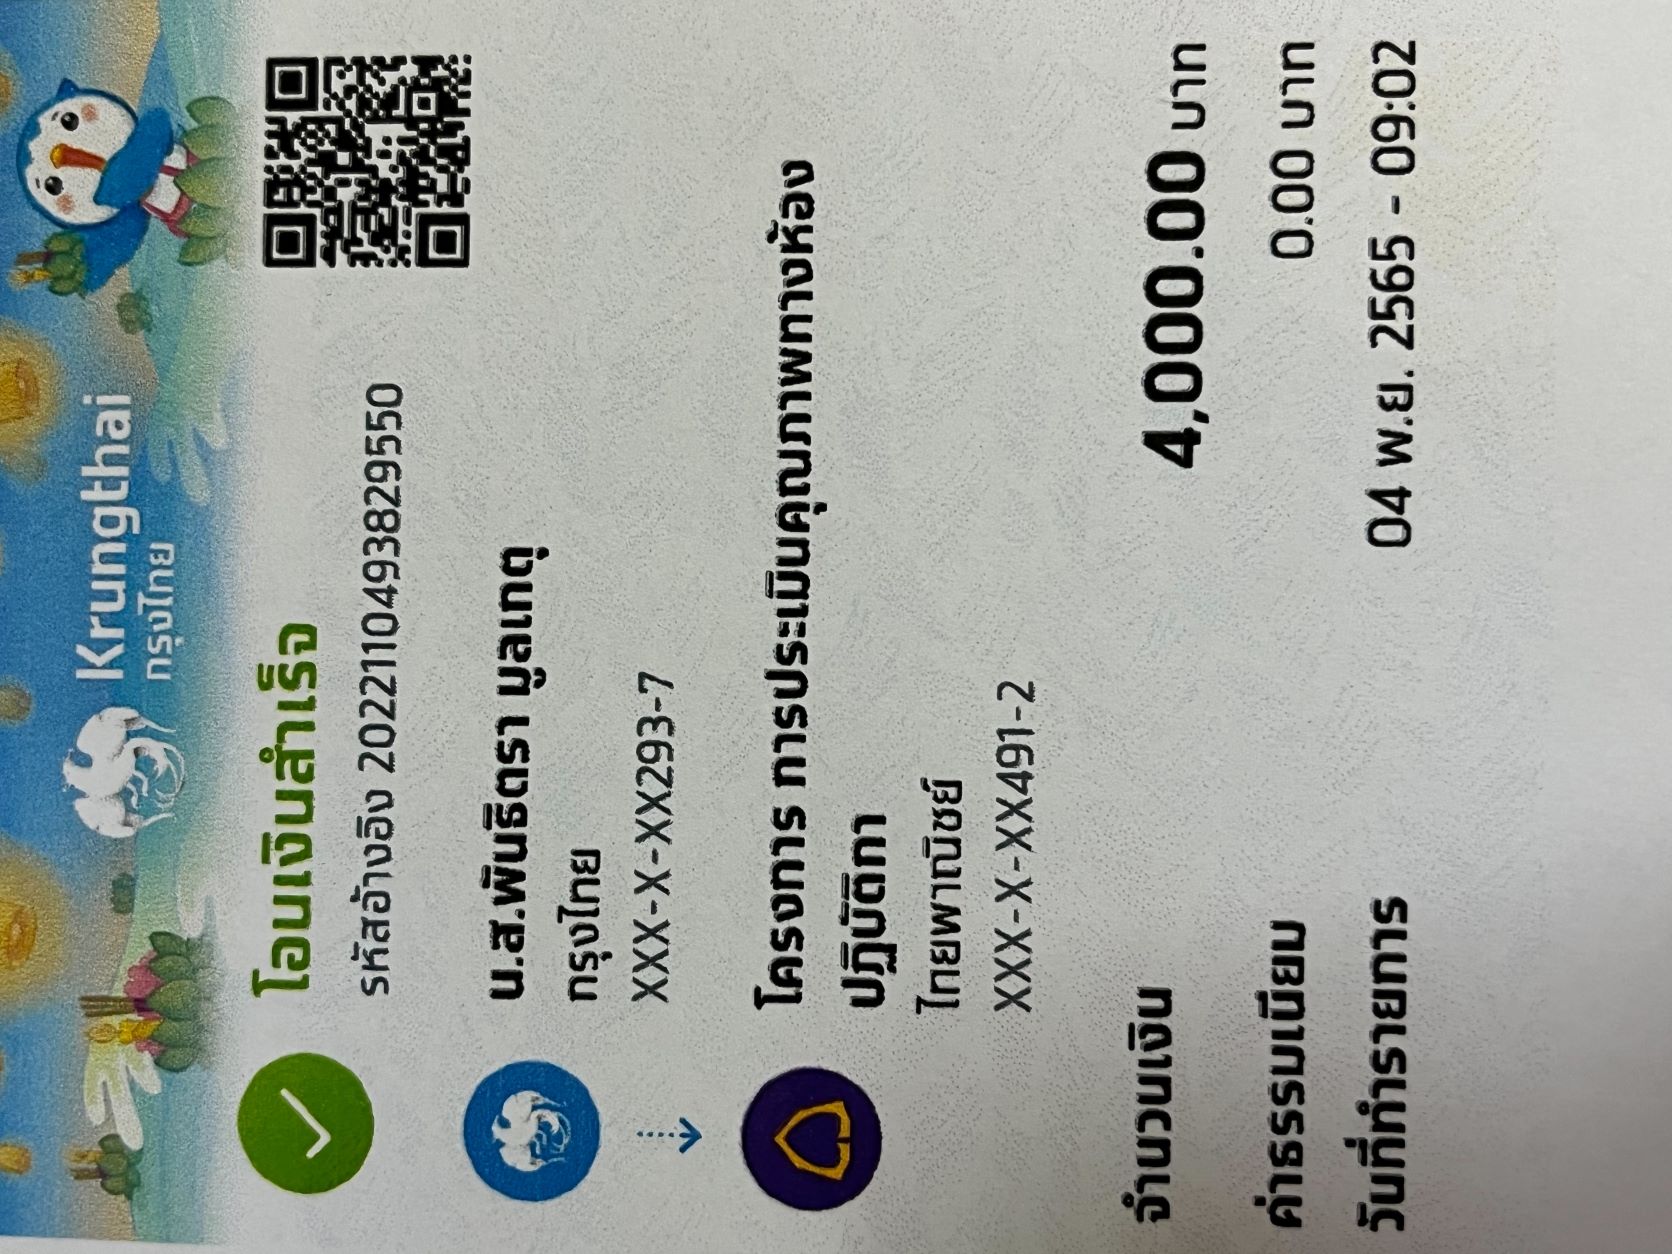 Krungthai
กรุงไทย
โอนเงินสำเร็จ
รหัสอ้างอิง 2022110493829550
น.ส.พันธิตรา มูลเกตุ
กรุงไทย
XXX-X-XX293-7
โครงการ การประเมินคุณภาพทางห้อง
ปฏิบัติกา
ไทยพาณิชย์
XXX-X-XX491-2
จำนวนเงิน 4,000.00 บาท
ค่าธรรมเนียม 0.00 บาท
วันที่ทำรายการ 04 พ.ย. 2565 - 09:02